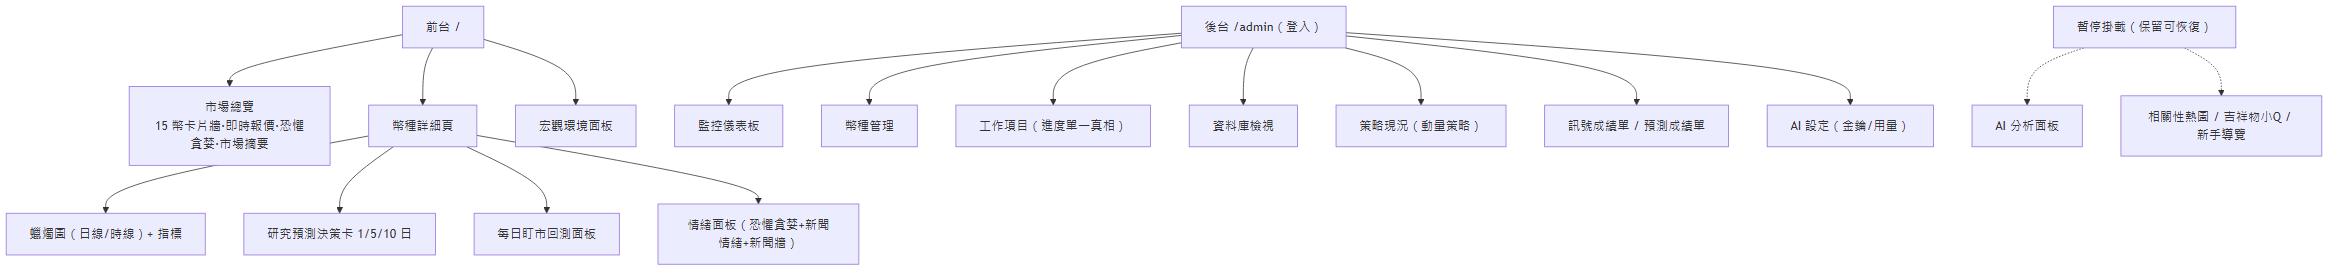 前台 /
後台 /admin（登入）
暫停掛載（保留可恢復）
市場總覽
15 幣卡片牆·即時報價·恐懼
貪婪·市場摘要
幣種詳細頁
宏觀環境面板
監控儀表板
幣種管理
工作項目（進度單一真相）
資料庫檢視
策略現況（動量策略）
訊號成績單 / 預測成績單
AI 設定（金鑰/用量）
AI 分析面板
相關性熱圖 / 吉祥物小Q /
新手導覽
蠟燭圖（日線/時線）+ 指標
研究預測決策卡 1/5/10 日
每日盯市回測面板
情緒面板（恐懼貪婪+新聞
情緒+新聞牆）